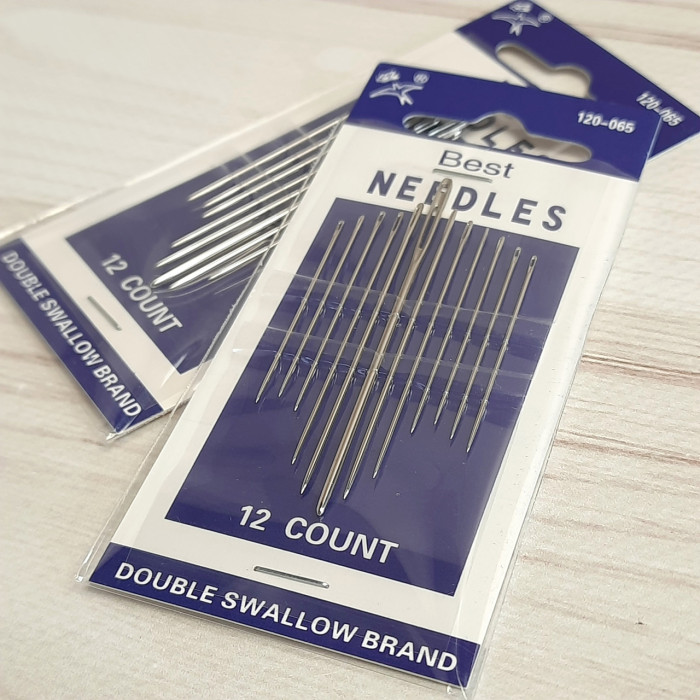 120-065
Best
NEEDLES
12 COUNT
DOUBLE SWALLOW BRAND
120-065
12 COUNT
DOUBLE SWALLOW BRAND